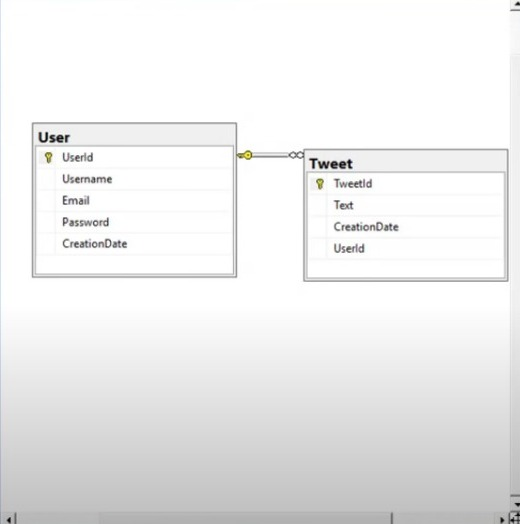 User
UserId
Username
Email
Password
CreationDate
Tweet
TweetId
Text
CreationDate
UserId